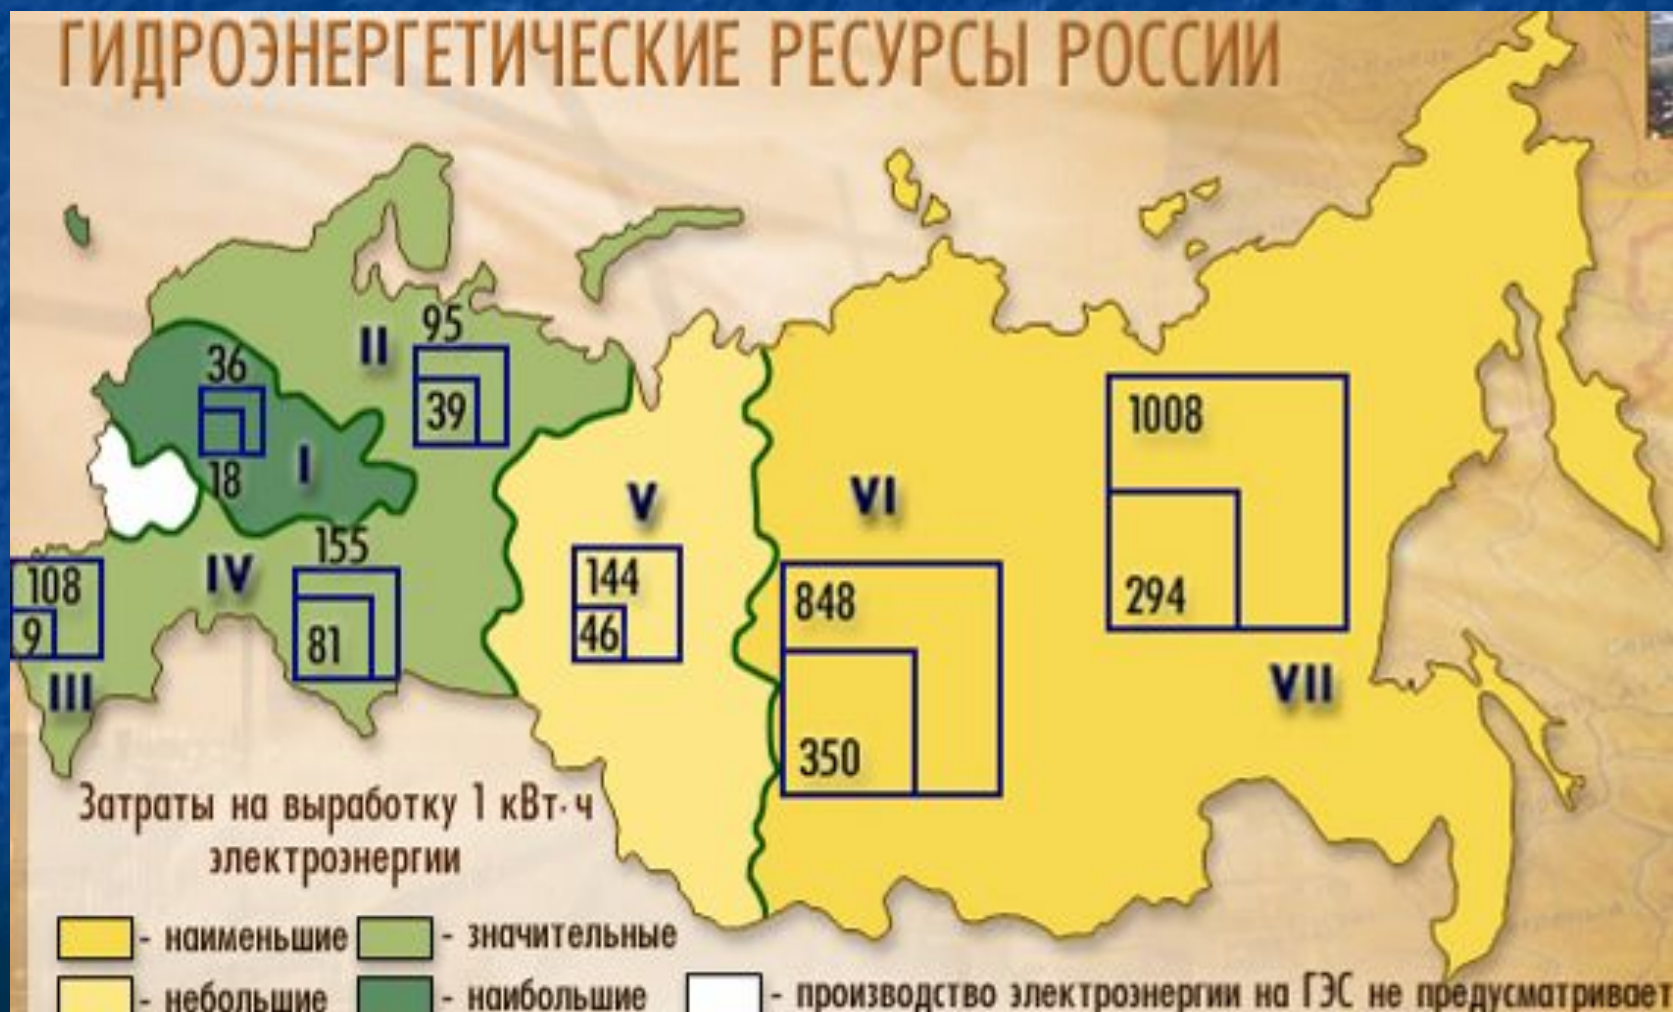 ГИДРОЭНЕРГЕТИЧЕСКИЕ РЕСУРСЫ РОССИИ
95
II
36
39
1008
18
I
V
VI
155
IV
108
144
848
294
9
46
81
III
VII
350
Затраты на выработку 1 кВт·ч
электроэнергии
- наименьшие
- значительные
- небольшие
- наибольшие
- производство электроэнергии на ГЭС не предусматривает